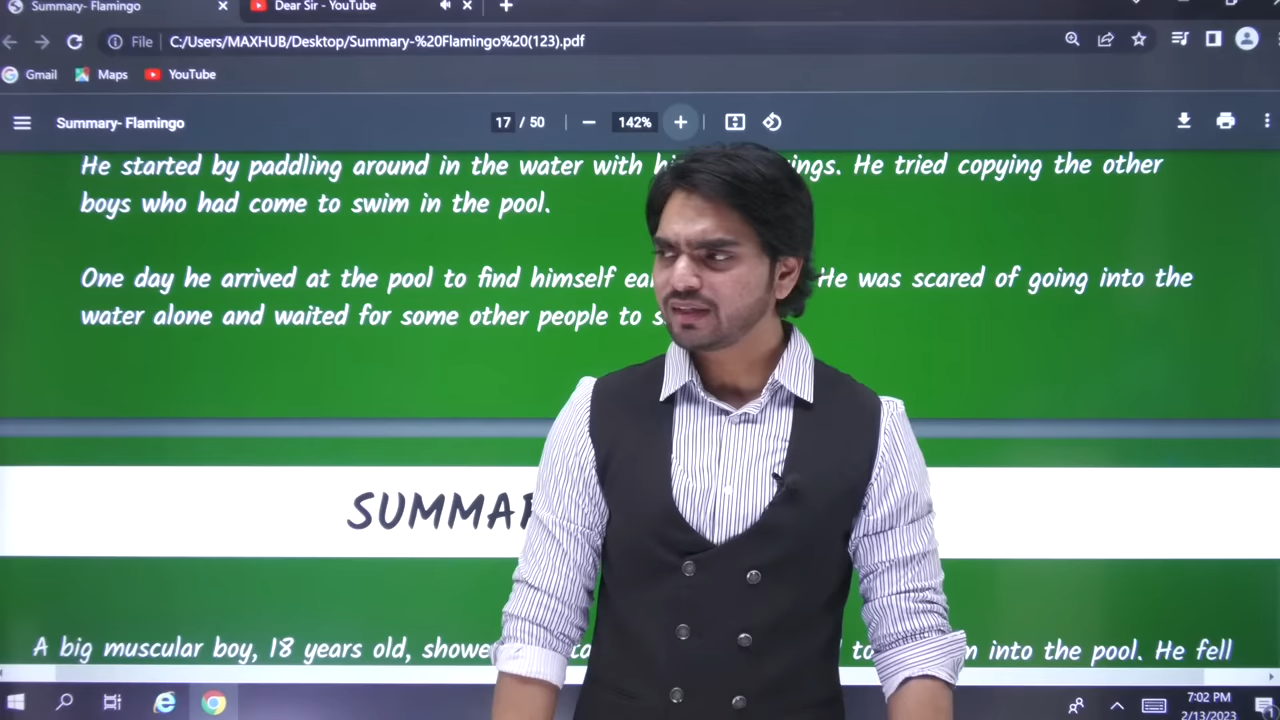 Summary- Flamingo
Dear Sir - YouTube
File C:/Users/MAXHUB/Desktop/Summary-%20Flamingo%20(123).pdf
Gmail Maps YouTube
Summary- Flamingo 17 / 50 142%
He started by paddling around in the water with He tried copying the other
boys who had come to swim in the pool.
One day he arrived at the pool to find himself He was scared of going into the
water alone and waited for some other people to
A big muscular boy, 18 years old, into the pool. He fell
7:02 PM
2/13/2023